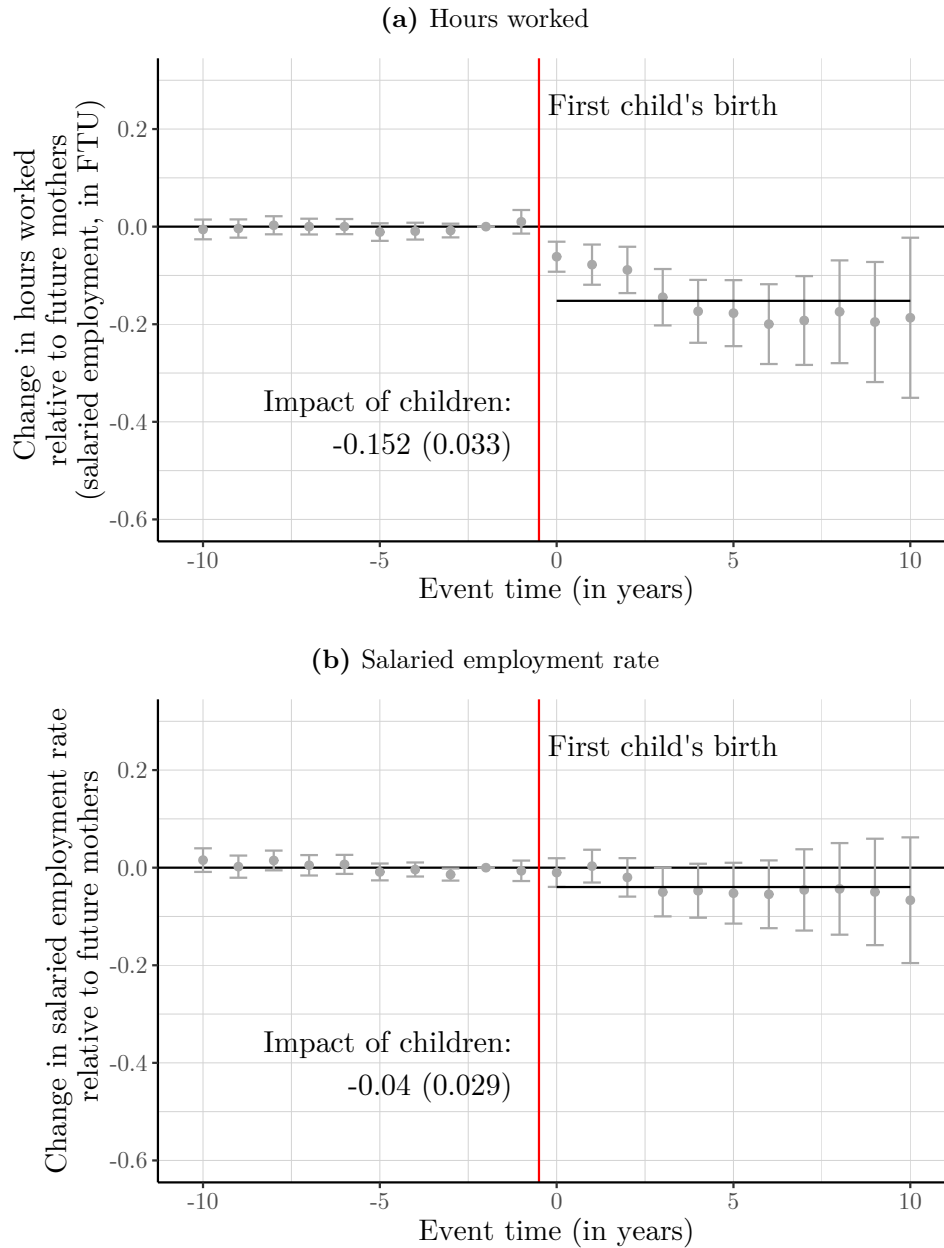 (a) Hours worked
Change in hours worked
relative to future mothers
(salaried employment, in FTU)
0.2
0.0
-0.2
-0.4
-0.6
First child's birth
Impact of children:
-0.152 (0.033)
-10
-5
0
5
10
Event time (in years)
(b) Salaried employment rate
Change in salaried employment rate
relative to future mothers
0.2
0.0
-0.2
-0.4
-0.6
First child's birth
Impact of children:
-0.04 (0.029)
-10
-5
0
5
10
Event time (in years)